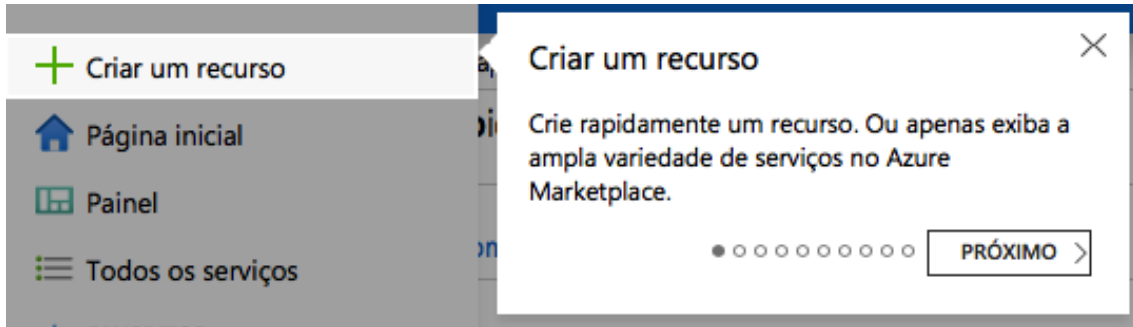 Criar um recurso
Página inicial
Painel
Todos os serviços
Criar um recurso
Crie rapidamente um recurso. Ou apenas exiba a
ampla variedade de serviços no Azure
Marketplace.
PRÓXIMO